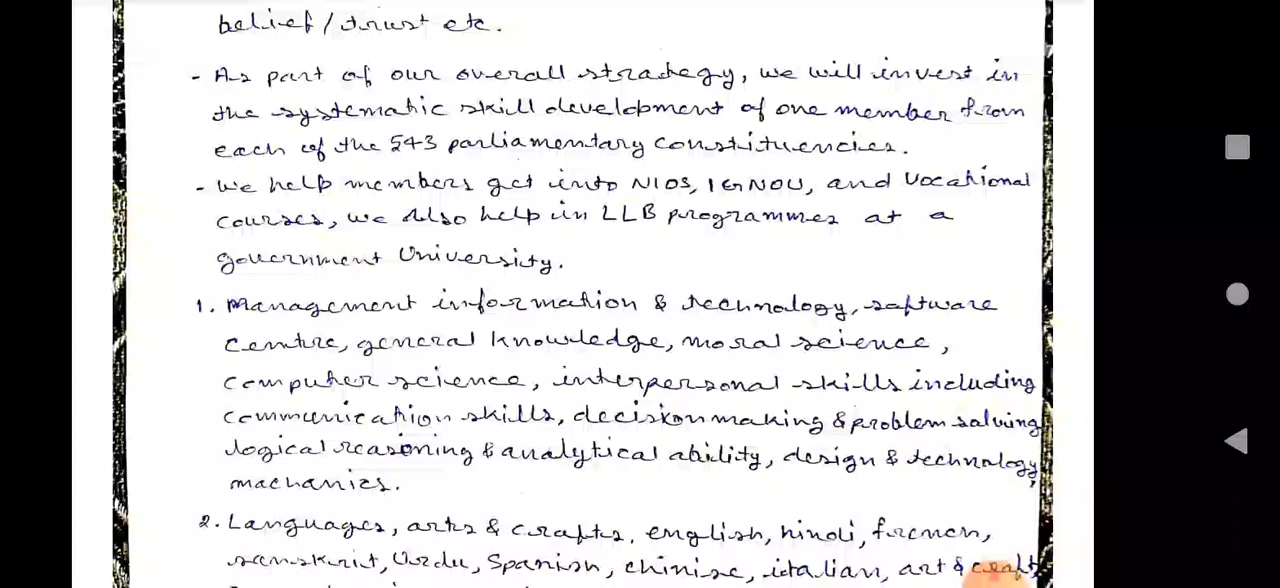 belief/trust etc.
- As part of our overall strategy, we will invest in
the systematic skill development of one member from
each of the 543 parliamentary constituencies.
- We help members get into NIOS, IGNOU, and Vocational
courses, we also help in LLB programmes at a
government University.
1. Management information & technology, software
centre, general knowledge, moral science,
computer science, interpersonal skills including
communication skills, decision making & problem solving
logical reasoning & analytical ability, design & technology,
machanics.
2. Languages, arts & crafts, english, hindi, french,
sanskrit, Urdu, Spanish, chinise, italian, art & craft,